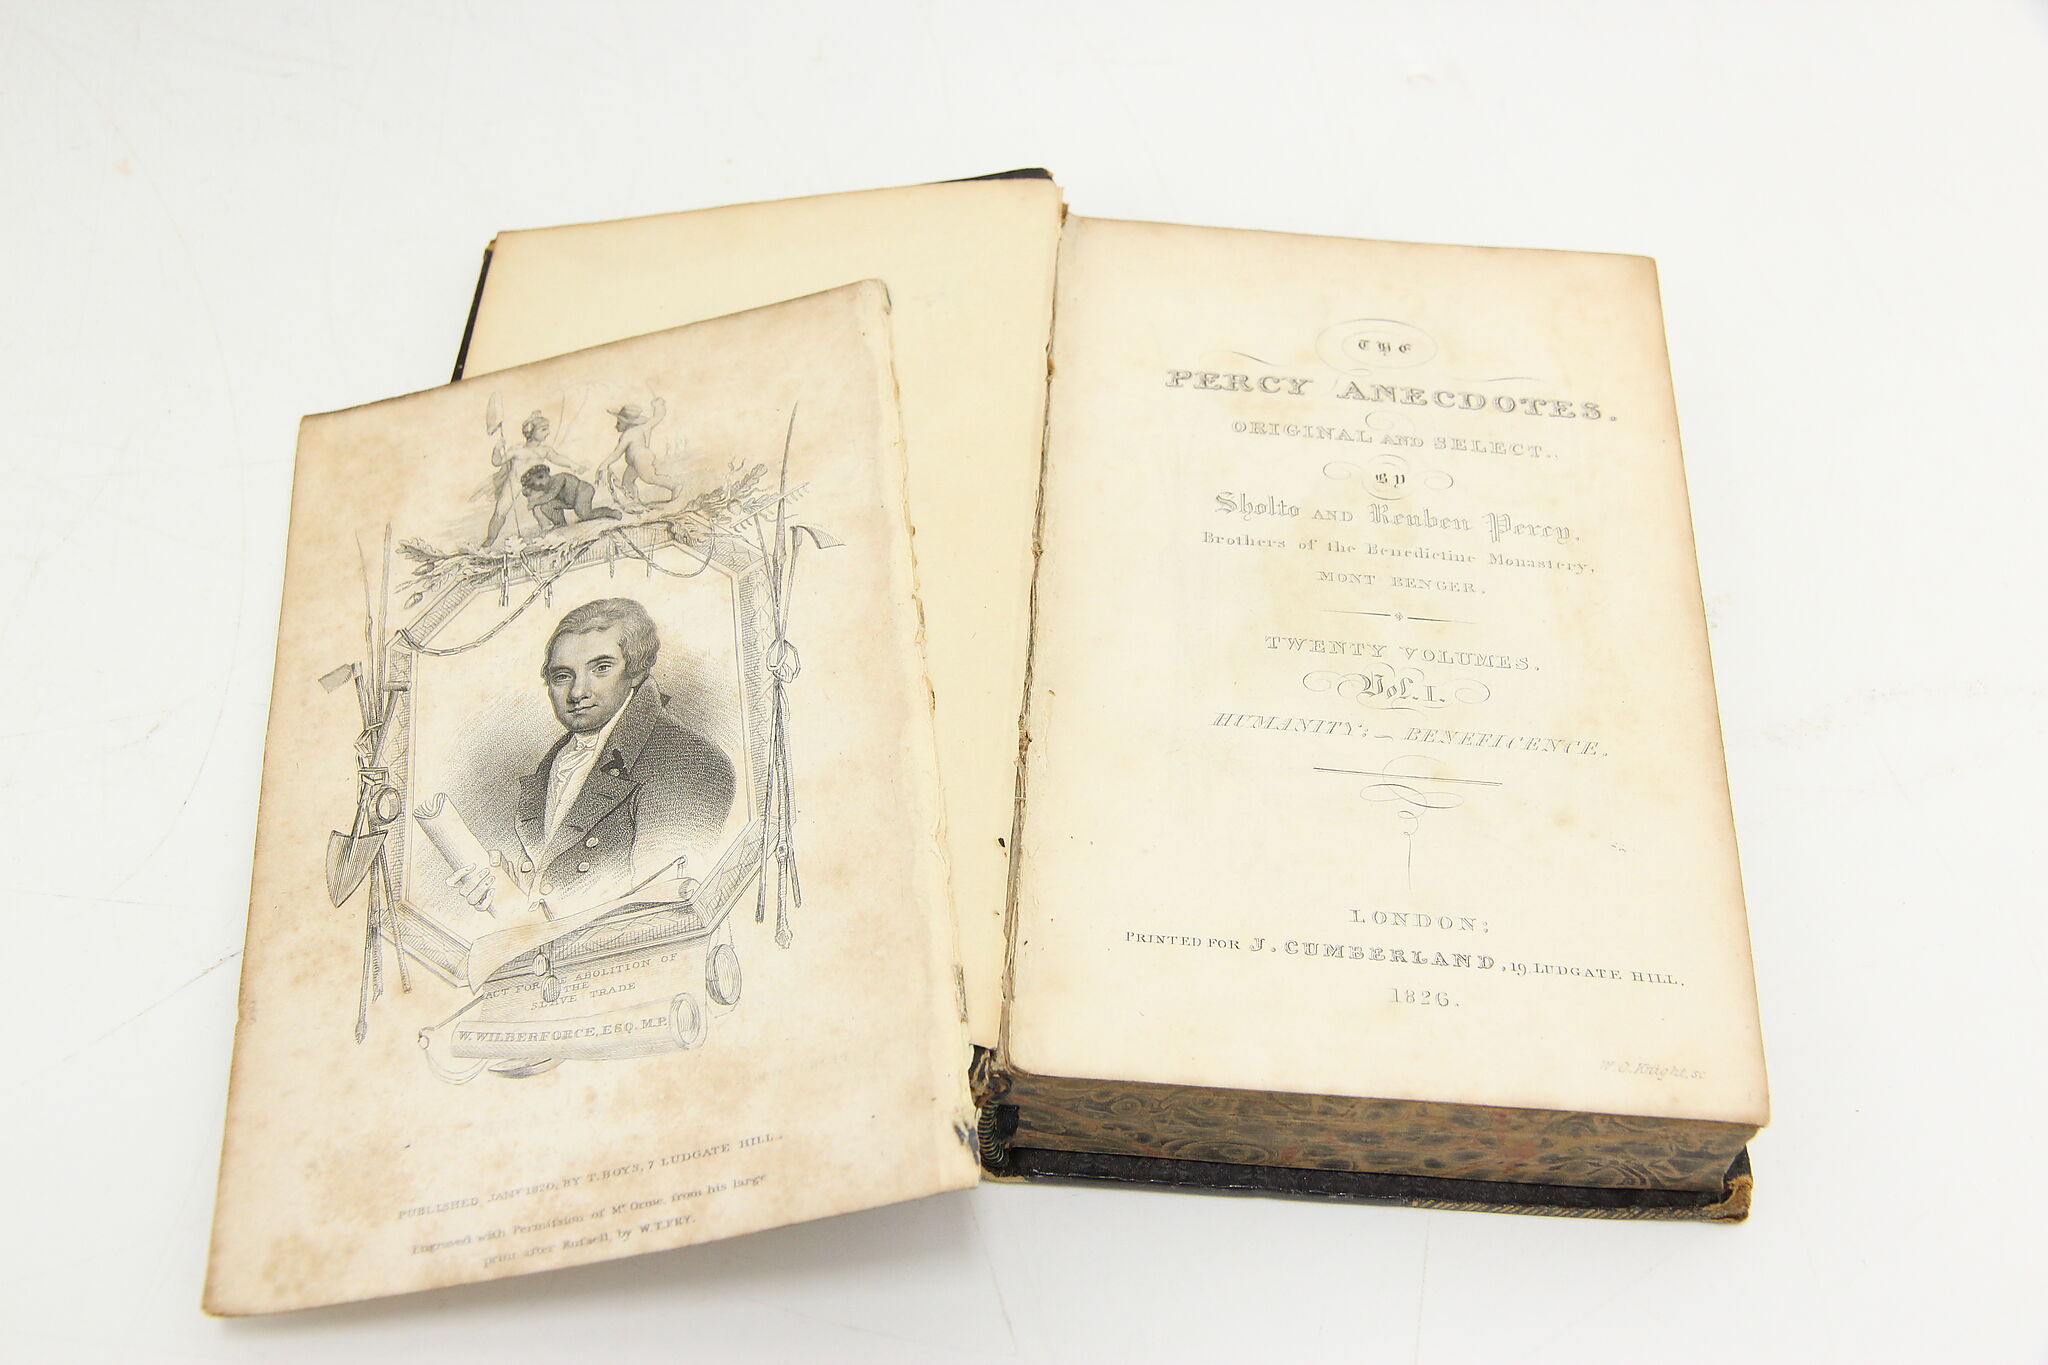 ACT FOR THE ABOLITION OF
THE
SLAVE TRADE
W. WILBERFORCE, ESQ. M.P.
PUBLISHED JANY 1820, BY T. BOYS, 7 LUDGATE HILL.
Engraved with Permifsion of Mr Orme, from his large
print after Rufsell, by W.T.FRY.
THE
PERCY ANECDOTES.
ORIGINAL AND SELECT.
BY
Sholto AND Reuben Percy,
Brothers of the Benedictine Monastery,
MONT BENGER.
TWENTY VOLUMES.
Vol. I.
HUMANITY: – BENEFICENCE.
LONDON:
PRINTED FOR J. CUMBERLAND, 19, LUDGATE HILL.
1826.
W. C. Knight, sc